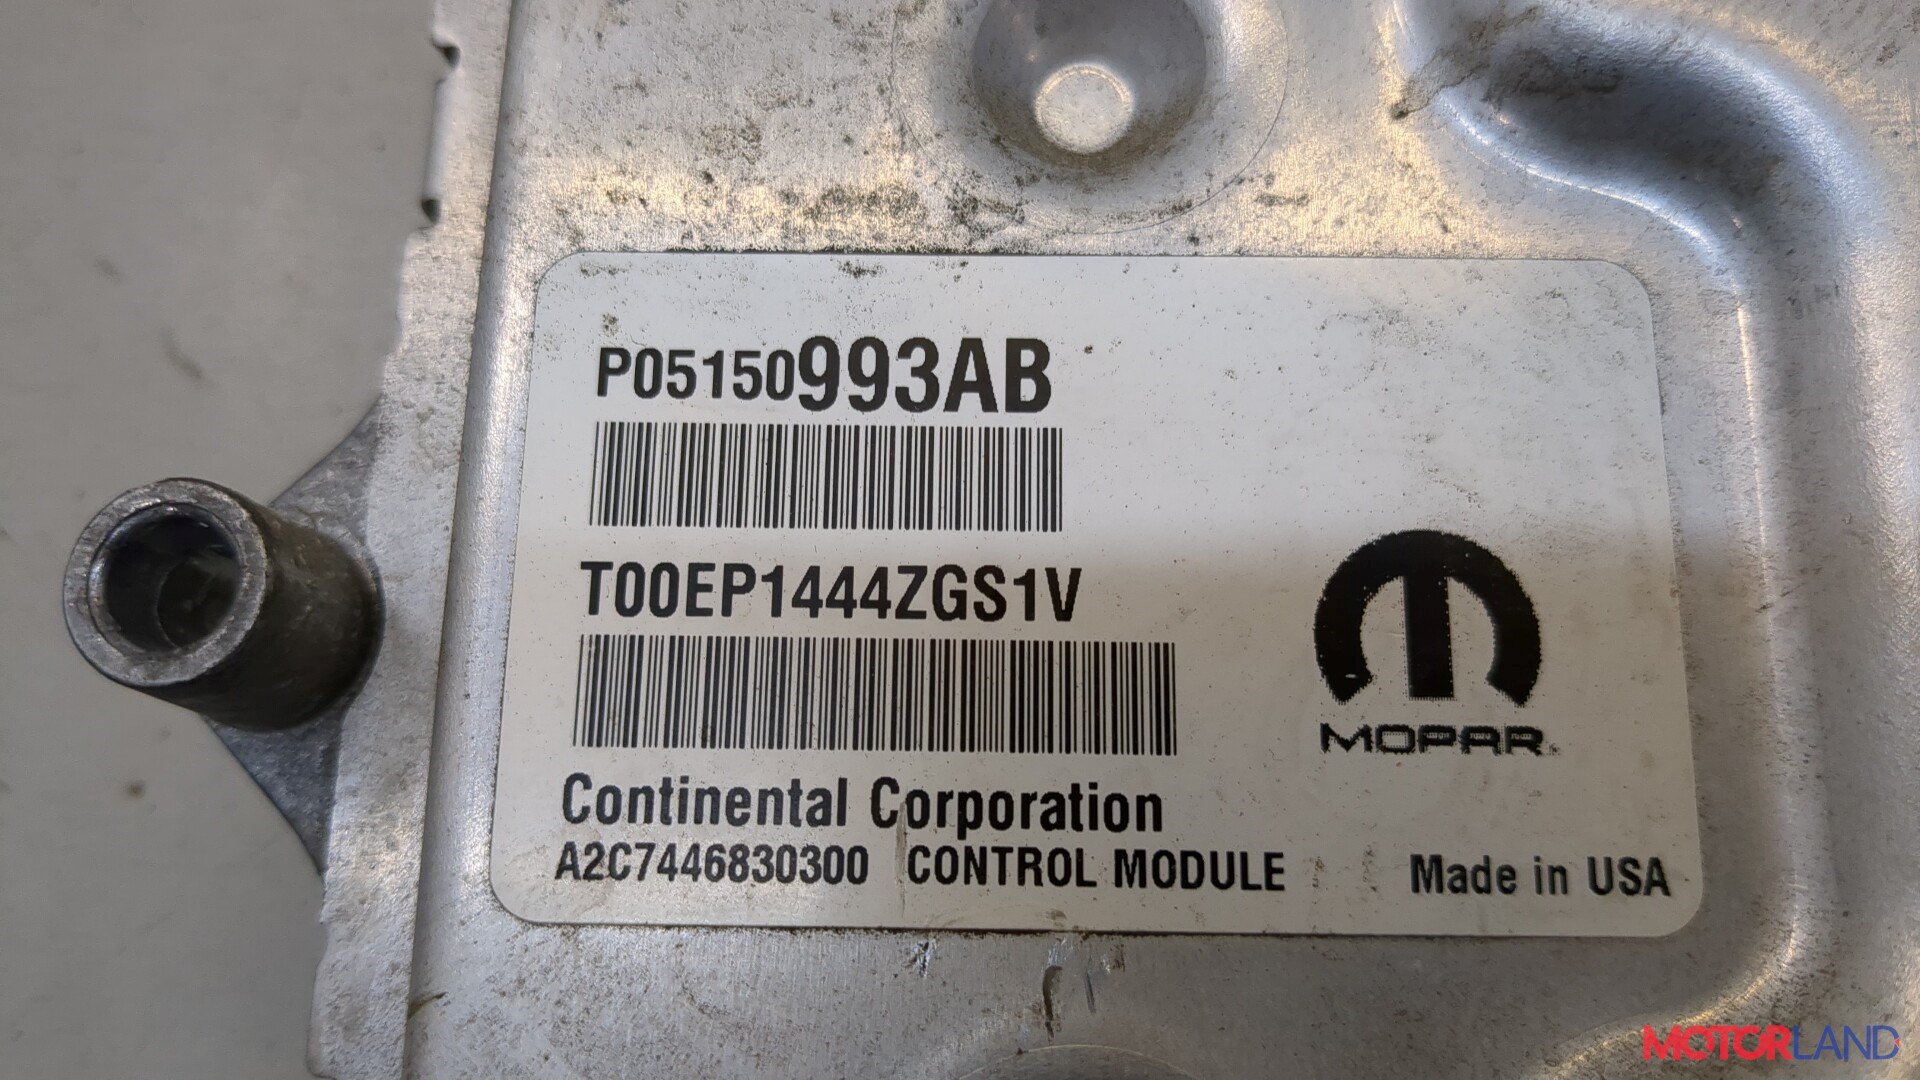 P05150993AB
T00EP1444ZGS1V
MOPAR
Continental Corporation
A2C7446830300 CONTROL MODULE Made in USA
MOTORLAND